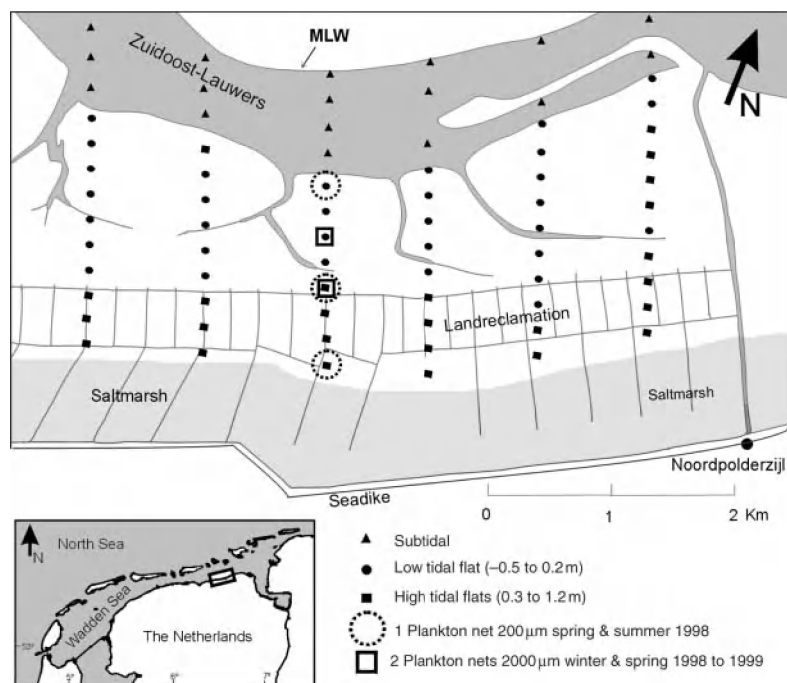 MLW
Zuidoost-Lauwers
N
Landreclamation
Saltmarsh
Saltmarsh
Noordpolderzijl
Seadike
0 1 2 Km
N
North Sea
Wadden Sea
The Netherlands
Subtidal
Low tidal flat (−0.5 to 0.2 m)
High tidal flats (0.3 to 1.2 m)
1 Plankton net 200 µm spring & summer 1998
2 Plankton nets 2000 µm winter & spring 1998 to 1999